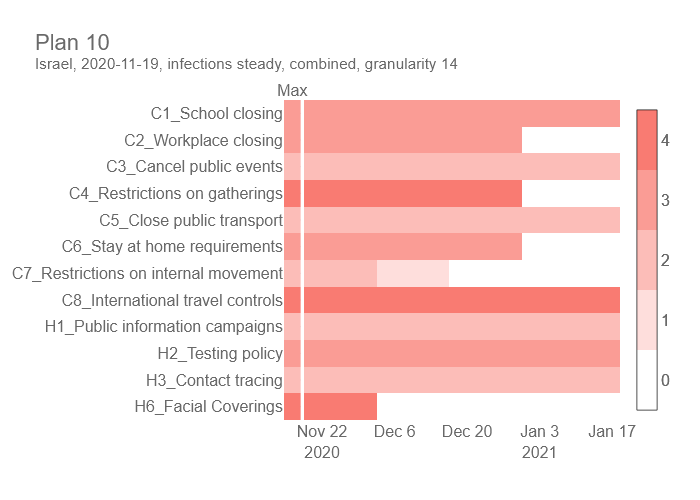 Plan 10
Israel, 2020-11-19, infections steady, combined, granularity 14
Max
C1_School closing
C2_Workplace closing
C3_Cancel public events
C4_Restrictions on gatherings
C5_Close public transport
C6_Stay at home requirements
C7_Restrictions on internal movement
C8_International travel controls
H1_Public information campaigns
H2_Testing policy
H3_Contact tracing
H6_Facial Coverings
Nov 22 Dec 6 Dec 20 Jan 3 Jan 17
2020 2021
4
3
2
1
0